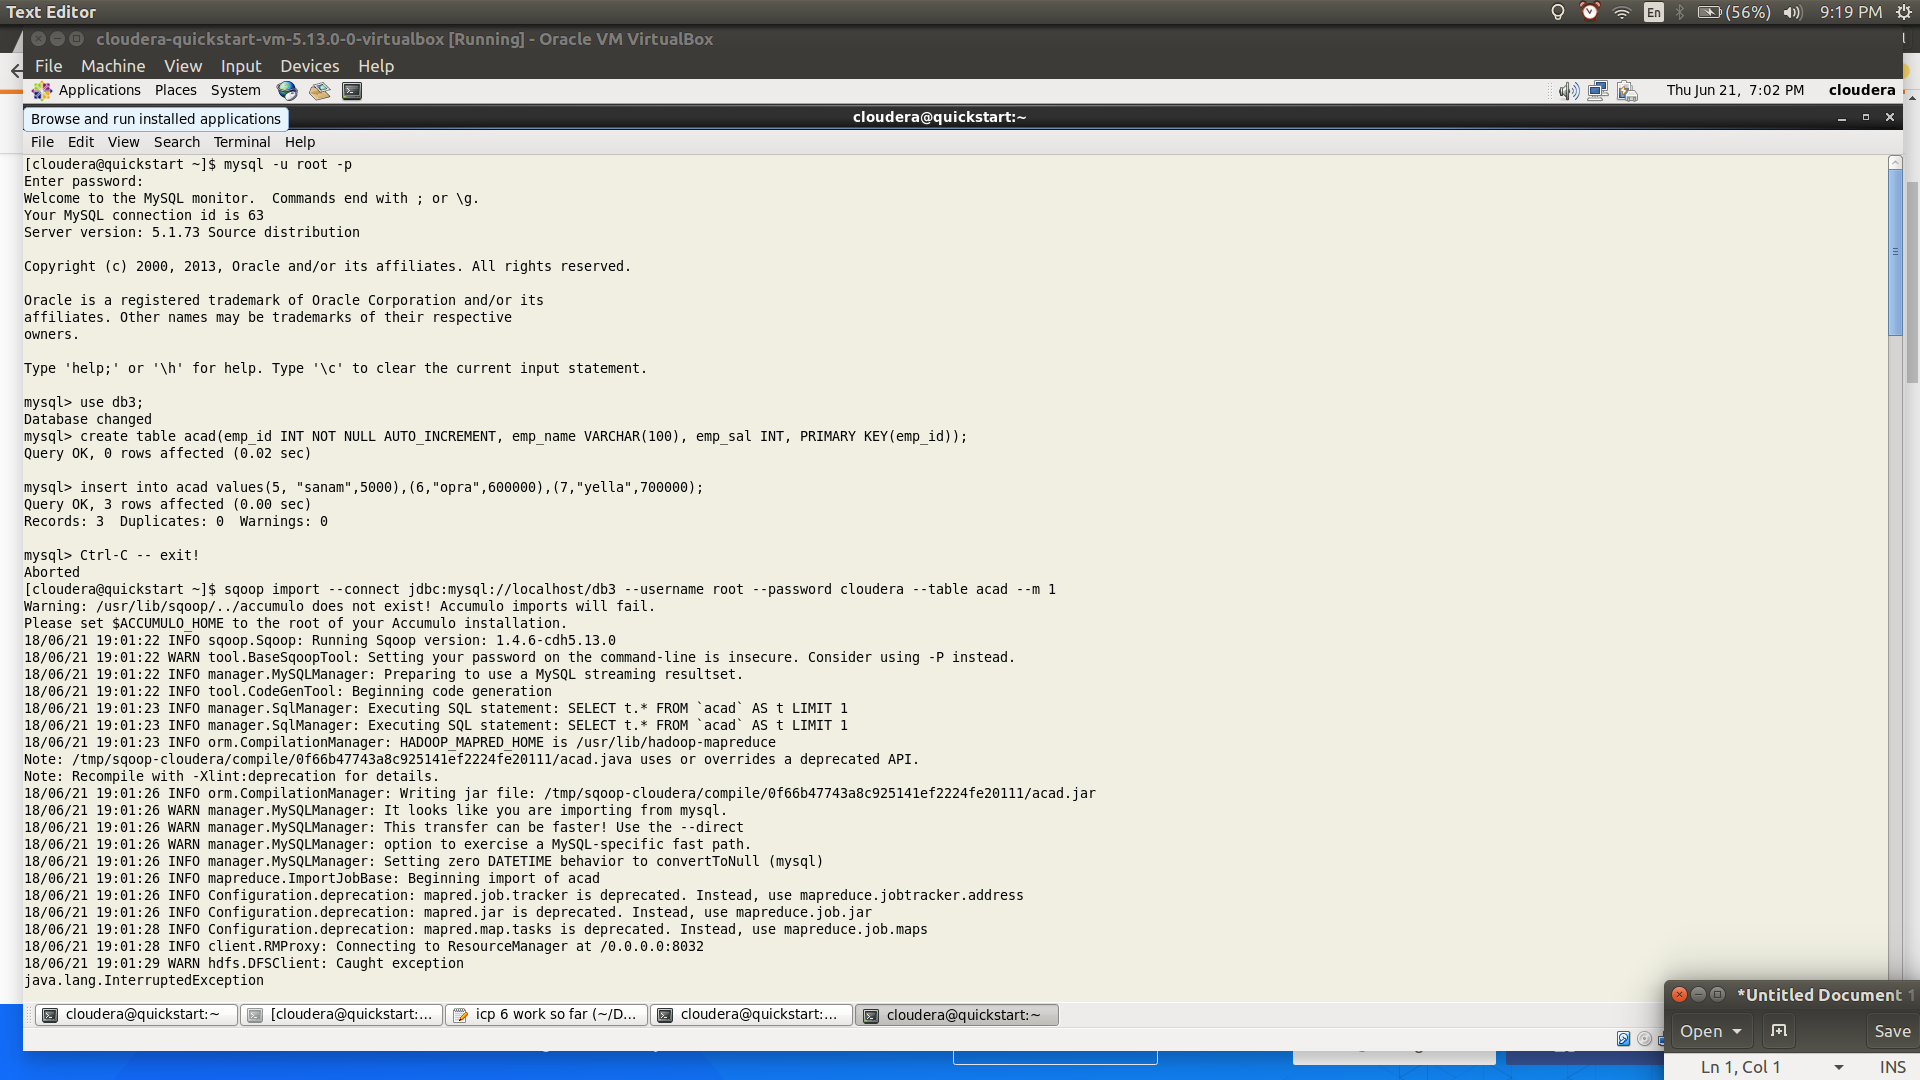 Text Editor
En
(56%)
9:19 PM
cloudera-quickstart-vm-5.13.0-0-virtualbox [Running] - Oracle VM VirtualBox
File Machine View Input Devices Help
Applications Places System
Thu Jun 21, 7:02 PM cloudera
Browse and run installed applications
cloudera@quickstart:~
File Edit View Search Terminal Help
[cloudera@quickstart ~]$ mysql -u root -p
Enter password:
Welcome to the MySQL monitor.  Commands end with ; or \g.
Your MySQL connection id is 63
Server version: 5.1.73 Source distribution
Copyright (c) 2000, 2013, Oracle and/or its affiliates. All rights reserved.
Oracle is a registered trademark of Oracle Corporation and/or its
affiliates. Other names may be trademarks of their respective
owners.
Type 'help;' or '\h' for help. Type '\c' to clear the current input statement.
mysql> use db3;
Database changed
mysql> create table acad(emp_id INT NOT NULL AUTO_INCREMENT, emp_name VARCHAR(100), emp_sal INT, PRIMARY KEY(emp_id));
Query OK, 0 rows affected (0.02 sec)
mysql> insert into acad values(5, "sanam",5000),(6,"opra",600000),(7,"yella",700000);
Query OK, 3 rows affected (0.00 sec)
Records: 3  Duplicates: 0  Warnings: 0
mysql> Ctrl-C -- exit!
Aborted
[cloudera@quickstart ~]$ sqoop import --connect jdbc:mysql://localhost/db3 --username root --password cloudera --table acad --m 1
Warning: /usr/lib/sqoop/../accumulo does not exist! Accumulo imports will fail.
Please set $ACCUMULO_HOME to the root of your Accumulo installation.
18/06/21 19:01:22 INFO sqoop.Sqoop: Running Sqoop version: 1.4.6-cdh5.13.0
18/06/21 19:01:22 WARN tool.BaseSqoopTool: Setting your password on the command-line is insecure. Consider using -P instead.
18/06/21 19:01:22 INFO manager.MySQLManager: Preparing to use a MySQL streaming resultset.
18/06/21 19:01:22 INFO tool.CodeGenTool: Beginning code generation
18/06/21 19:01:23 INFO manager.SqlManager: Executing SQL statement: SELECT t.* FROM `acad` AS t LIMIT 1
18/06/21 19:01:23 INFO manager.SqlManager: Executing SQL statement: SELECT t.* FROM `acad` AS t LIMIT 1
18/06/21 19:01:23 INFO orm.CompilationManager: HADOOP_MAPRED_HOME is /usr/lib/hadoop-mapreduce
Note: /tmp/sqoop-cloudera/compile/0f66b47743a8c925141ef2224fe20111/acad.java uses or overrides a deprecated API.
Note: Recompile with -Xlint:deprecation for details.
18/06/21 19:01:26 INFO orm.CompilationManager: Writing jar file: /tmp/sqoop-cloudera/compile/0f66b47743a8c925141ef2224fe20111/acad.jar
18/06/21 19:01:26 WARN manager.MySQLManager: It looks like you are importing from mysql.
18/06/21 19:01:26 WARN manager.MySQLManager: This transfer can be faster! Use the --direct
18/06/21 19:01:26 WARN manager.MySQLManager: option to exercise a MySQL-specific fast path.
18/06/21 19:01:26 INFO manager.MySQLManager: Setting zero DATETIME behavior to convertToNull (mysql)
18/06/21 19:01:26 INFO mapreduce.ImportJobBase: Beginning import of acad
18/06/21 19:01:26 INFO Configuration.deprecation: mapred.job.tracker is deprecated. Instead, use mapreduce.jobtracker.address
18/06/21 19:01:26 INFO Configuration.deprecation: mapred.jar is deprecated. Instead, use mapreduce.job.jar
18/06/21 19:01:28 INFO Configuration.deprecation: mapred.map.tasks is deprecated. Instead, use mapreduce.job.maps
18/06/21 19:01:28 INFO client.RMProxy: Connecting to ResourceManager at /0.0.0.0:8032
18/06/21 19:01:29 WARN hdfs.DFSClient: Caught exception
java.lang.InterruptedException
cloudera@quickstart:~
[cloudera@quickstart:...
icp 6 work so far (~/D...
cloudera@quickstart:...
cloudera@quickstart:~
*Untitled Document 1
Open
Save
Ln 1, Col 1
INS